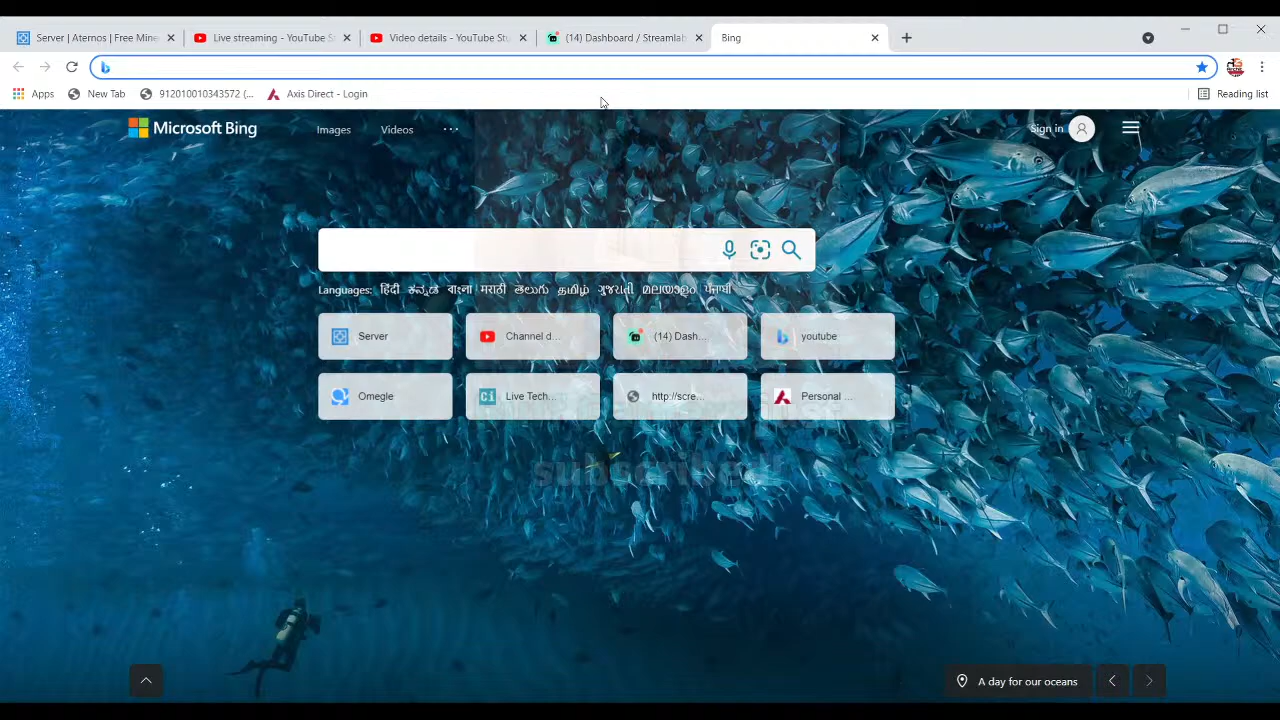 Server | Aternos | Free Mine
Live streaming - YouTube S
Video details - YouTube Stu
(14) Dashboard / Streamlab
Bing
Apps
New Tab
912010010343572 (...
Axis Direct - Login
Reading list
Microsoft Bing
Images
Videos
...
Sign in
Languages: हिंदी ಕನ್ನಡ বাংলা मराठी తెలుగు தமிழ் ગુજરાતી മലയാളം ਪੰਜਾਬੀ
Server
Channel d...
(14) Dash...
youtube
Omegle
Live Tech...
http://scre...
Personal ...
subscribed!
A day for our oceans